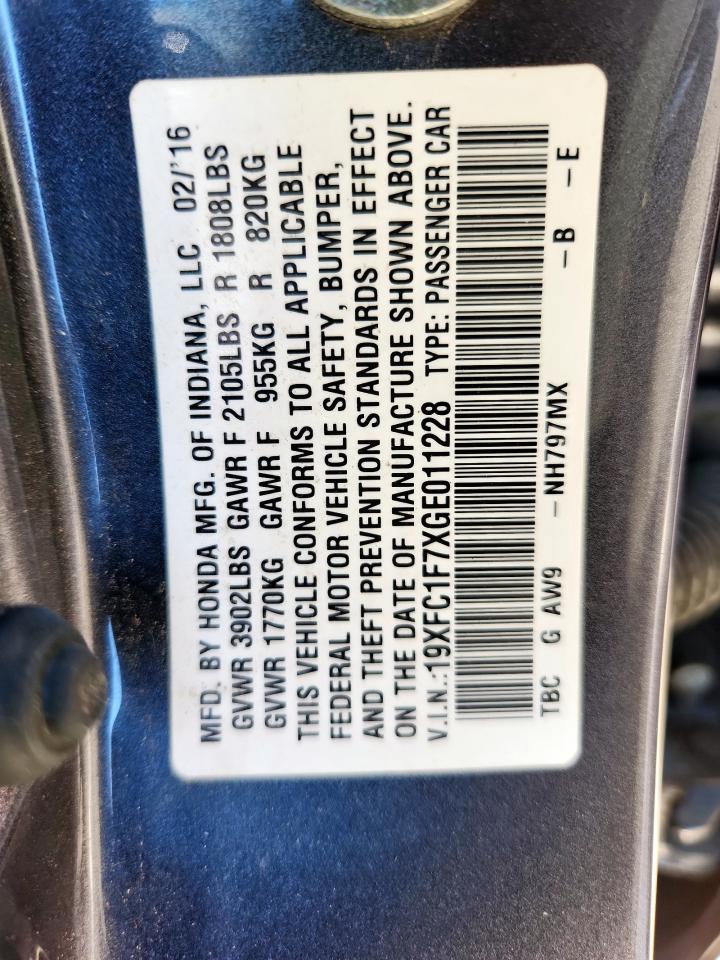 MFD. BY HONDA MFG. OF INDIANA, LLC 02/'16
GVWR 3902LBS GAWR F 2105LBS R 1808LBS
GVWR 1770KG GAWR F 955KG R 820KG
THIS VEHICLE CONFORMS TO ALL APPLICABLE
FEDERAL MOTOR VEHICLE SAFETY, BUMPER,
AND THEFT PREVENTION STANDARDS IN EFFECT
ON THE DATE OF MANUFACTURE SHOWN ABOVE.
V.I.N.:19XFC1F7XGE011228 TYPE: PASSENGER CAR
TBC G AW9 -NH797MX -B -E